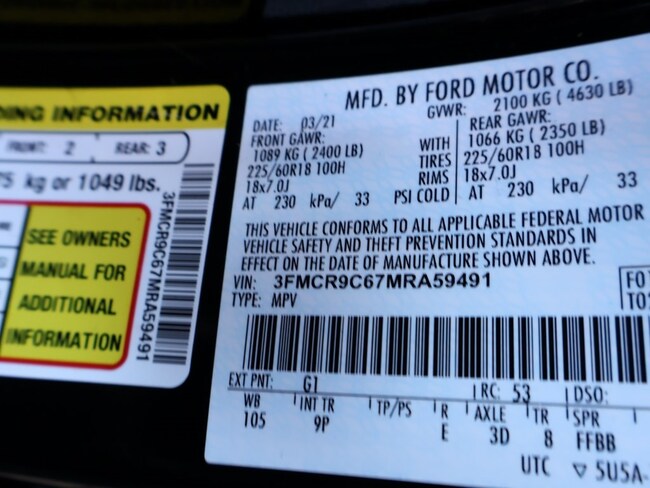 DING INFORMATION
FRONT: 2 REAR: 3
kg or 1049 lbs.
SEE OWNERS
MANUAL FOR
ADDITIONAL
INFORMATION
3FMCR9C67MRA59491
MFD. BY FORD MOTOR CO.
DATE: 03/21 GVWR: 2100 KG ( 4630 LB)
FRONT GAWR: REAR GAWR:
1089 KG ( 2400 LB) WITH 1066 KG ( 2350 LB)
225/60R18 100H TIRES 225/60R18 100H
18x7.0J RIMS 18x7.0J
AT 230 kPa/ 33 PSI COLD AT 230 kPa/ 33
THIS VEHICLE CONFORMS TO ALL APPLICABLE FEDERAL MOTOR
VEHICLE SAFETY AND THEFT PREVENTION STANDARDS IN
EFFECT ON THE DATE OF MANUFACTURE SHOWN ABOVE.
VIN: 3FMCR9C67MRA59491
TYPE: MPV
EXT PNT: G1 RC: 53 DSO:
WB INT TR TP/PS R AXLE TR SPR
105 9P E 3D 8 FFBB
UTC ▽ 5USA-